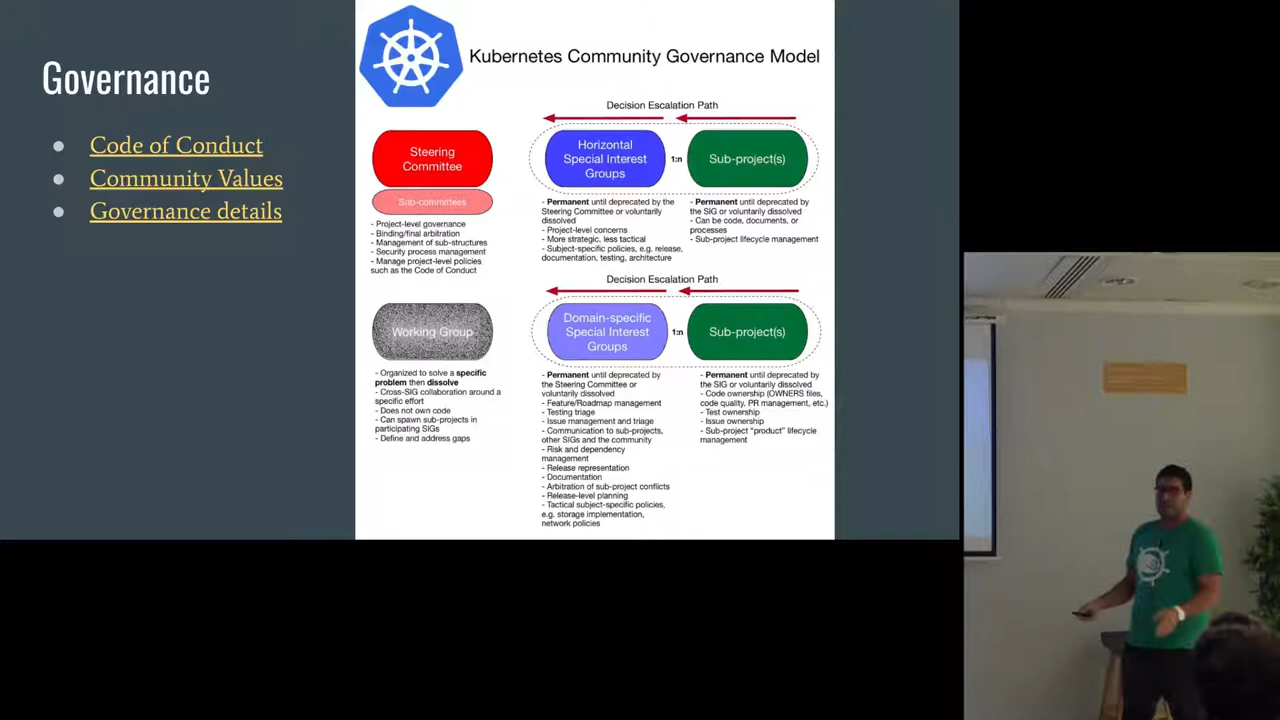 Governance
● Code of Conduct
● Community Values
● Governance details
Kubernetes Community Governance Model
Decision Escalation Path
Steering
Committee
Sub-committees
- Project-level governance
- Binding/final arbitration
- Management of sub-structures
- Security process management
- Manage project-level policies
such as the Code of Conduct
Horizontal
Special Interest
Groups
1:n
Sub-project(s)
- Permanent until deprecated by the
Steering Committee or voluntarily
dissolved
- Project-level concerns
- More strategic, less tactical
- Subject-specific policies, e.g. release,
documentation, testing, architecture
- Permanent until deprecated by
the SIG or voluntarily dissolved
- Can be code, documents, or
processes
- Sub-project lifecycle management
Decision Escalation Path
Working Group
- Organized to solve a specific
problem then dissolve
- Cross-SIG collaboration around a
specific effort
- Does not own code
- Can spawn sub-projects in
participating SIGs
- Define and address gaps
Domain-specific
Special Interest
Groups
1:n
Sub-project(s)
- Permanent until deprecated by
the Steering Committee or
voluntarily dissolved
- Feature/Roadmap management
- Testing triage
- Issue management and triage
- Communication to sub-projects,
other SIGs and the community
- Risk and dependency
management
- Release representation
- Documentation
- Arbitration of sub-project conflicts
- Release-level planning
- Tactical subject-specific policies,
e.g. storage implementation,
network policies
- Permanent until deprecated by
the SIG or voluntarily dissolved
- Code ownership (OWNERS files,
code quality, PR management, etc.)
- Test ownership
- Issue ownership
- Sub-project "product" lifecycle
management